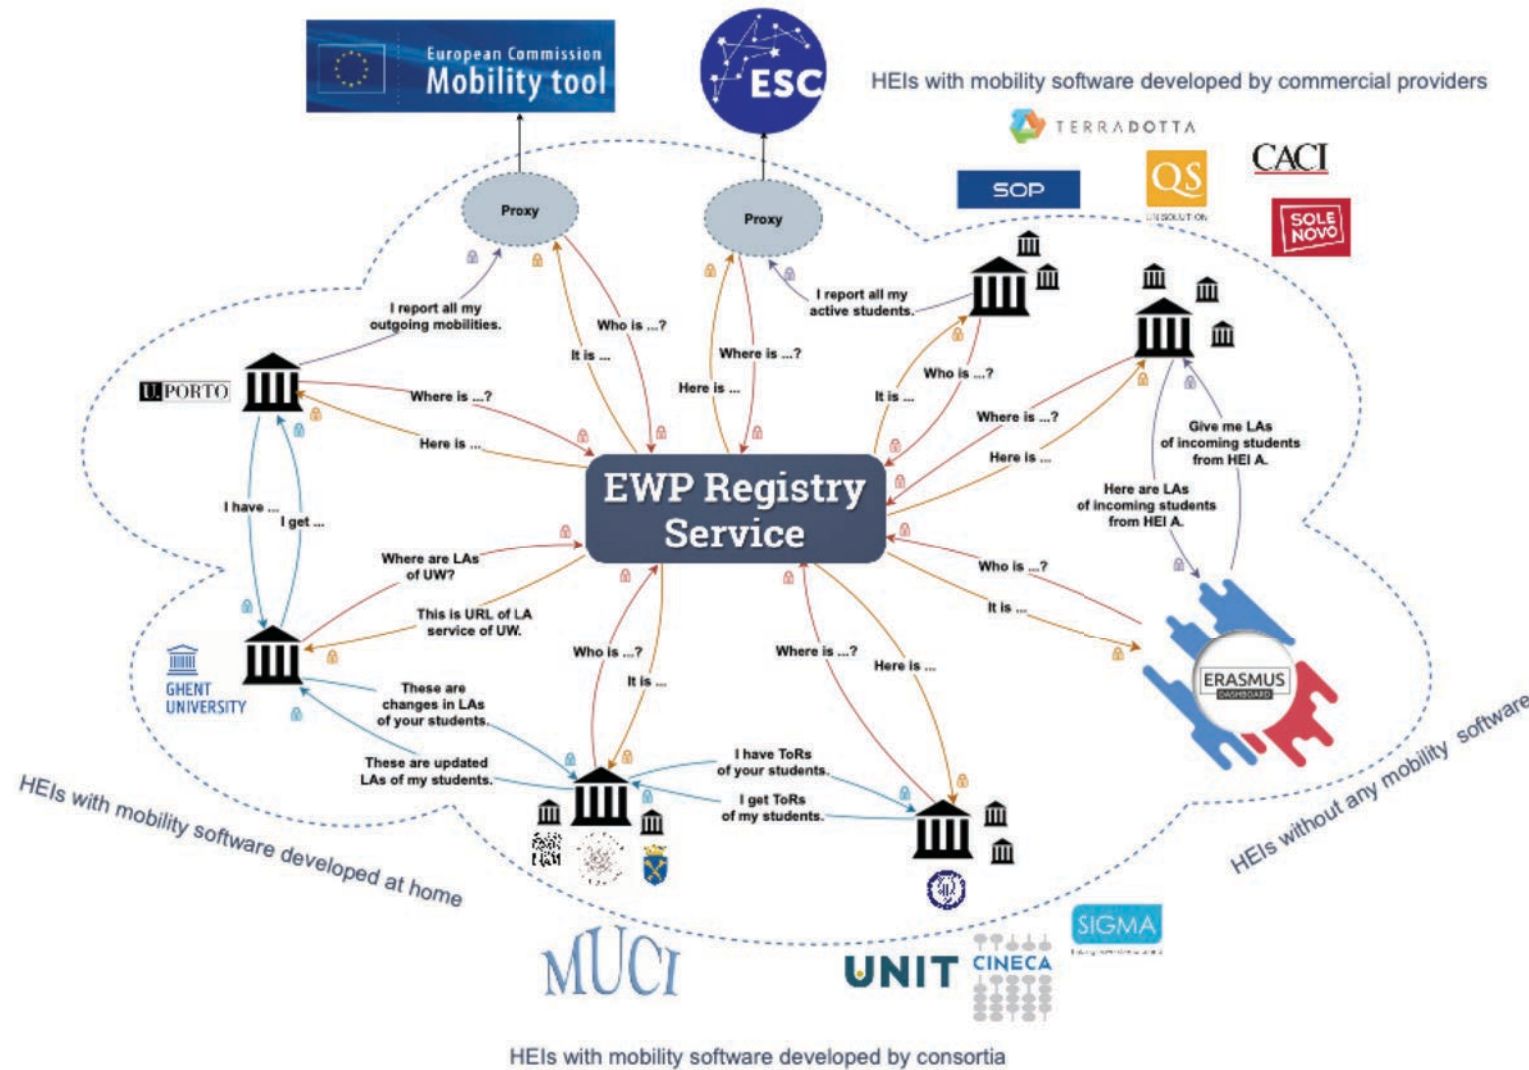 European Commission
Mobility tool
ESC
HEIs with mobility software developed by commercial providers
TERRADOTTA
CACI
QS
UNISOLUTION
SOP
SOLE
NOVO
Proxy
Proxy
I report all my
outgoing mobilities.
I report all my
active students.
Who is ...?
It is ...
Where is ...?
Here is ...
Who is ...?
It is ...
U.PORTO
Where is ...?
Here is ...
Where is ...?
Here is ...
Give me LAs
of incoming students
from HEI A.
Here are LAs
of incoming students
from HEI A.
EWP Registry
Service
I have ...
I get ...
Where are LAs
of UW?
This is URL of LA
service of UW.
Who is ...?
It is ...
Who is ...?
It is ...
Where is ...?
Here is ...
GHENT
UNIVERSITY
ERASMUS
DASHBOARD
These are
changes in LAs
of your students.
These are updated
LAs of my students.
I have ToRs
of your students.
I get ToRs
of my students.
HEIs with mobility software developed at home
HEIs without any mobility software
MUCI
UNIT
CINECA
SIGMA
HEIs with mobility software developed by consortia